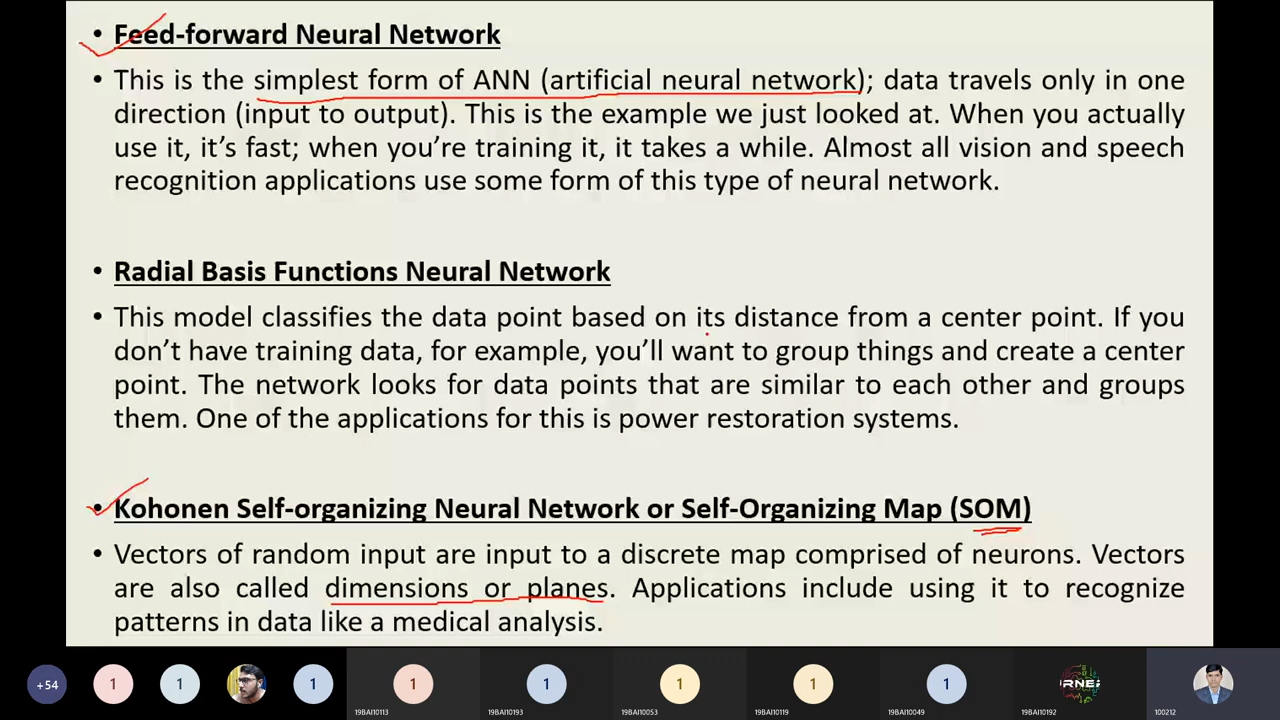 • Feed-forward Neural Network
• This is the simplest form of ANN (artificial neural network); data travels only in one
direction (input to output). This is the example we just looked at. When you actually
use it, it’s fast; when you’re training it, it takes a while. Almost all vision and speech
recognition applications use some form of this type of neural network.
• Radial Basis Functions Neural Network
• This model classifies the data point based on its distance from a center point. If you
don’t have training data, for example, you’ll want to group things and create a center
point. The network looks for data points that are similar to each other and groups
them. One of the applications for this is power restoration systems.
• Kohonen Self-organizing Neural Network or Self-Organizing Map (SOM)
• Vectors of random input are input to a discrete map comprised of neurons. Vectors
are also called dimensions or planes. Applications include using it to recognize
patterns in data like a medical analysis.
+54 1 1 1 1 1 1 1 1 RNE
19BAI10113 19BAI10193 19BAI10053 19BAI10119 19BAI10049 19BAI10192 100212